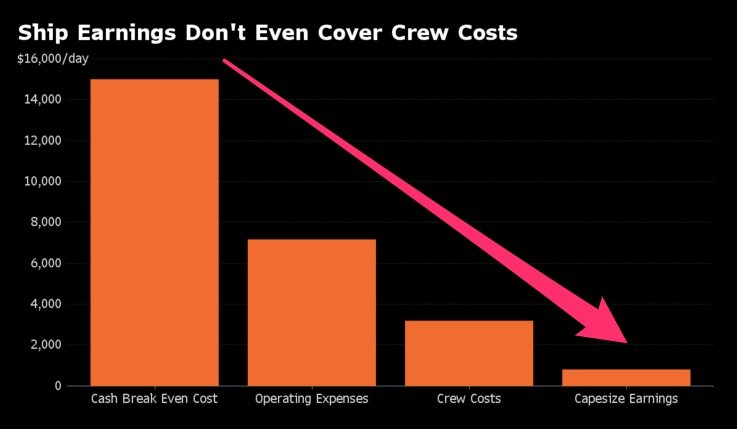 Ship Earnings Don't Even Cover Crew Costs
$16,000/day
14,000
12,000
10,000
8,000
6,000
4,000
2,000
0
Cash Break Even Cost Operating Expenses Crew Costs Capesize Earnings